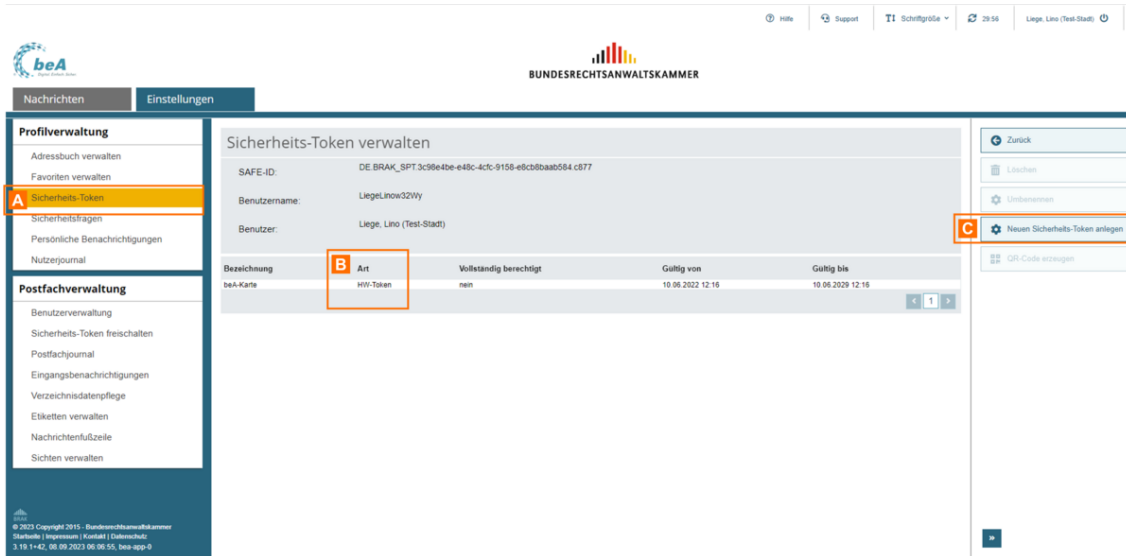 Hilfe
Support
Schriftgröße
29:56
Liege, Lino (Test-Stadt)
beA
BUNDESRECHTSANWALTSKAMMER
Nachrichten
Einstellungen
Profilverwaltung
Adressbuch verwalten
Favoriten verwalten
A Sicherheits-Token
Sicherheitsfragen
Persönliche Benachrichtigungen
Nutzerjournal
Postfachverwaltung
Benutzerverwaltung
Sicherheits-Token freischalten
Postfachjournal
Eingangsbenachrichtigungen
Verzeichnisdatenpflege
Etiketten verwalten
Nachrichtenfußzeile
Sichten verwalten
BRAK
© 2023 Copyright 2015 - Bundesrechtsanwaltskammer
Startseite | Impressum | Kontakt | Datenschutz
3.19.1+42, 08.09.2023 06:06:55, bea-app-0
Sicherheits-Token verwalten
SAFE-ID: DE.BRAK_SPT.3c98e4be-e48c-4cfc-9158-e6cb8baab584.c877
Benutzername: LiegeLinow32Wy
Benutzer: Liege, Lino (Test-Stadt)
Bezeichnung B Art Vollständig berechtigt Gültig von Gültig bis
beA-Karte HW-Token nein 10.06.2022 12:16 10.06.2029 12:16
< 1 >
Zurück
Löschen
Umbenennen
C Neuen Sicherheits-Token anlegen
QR-Code erzeugen
»